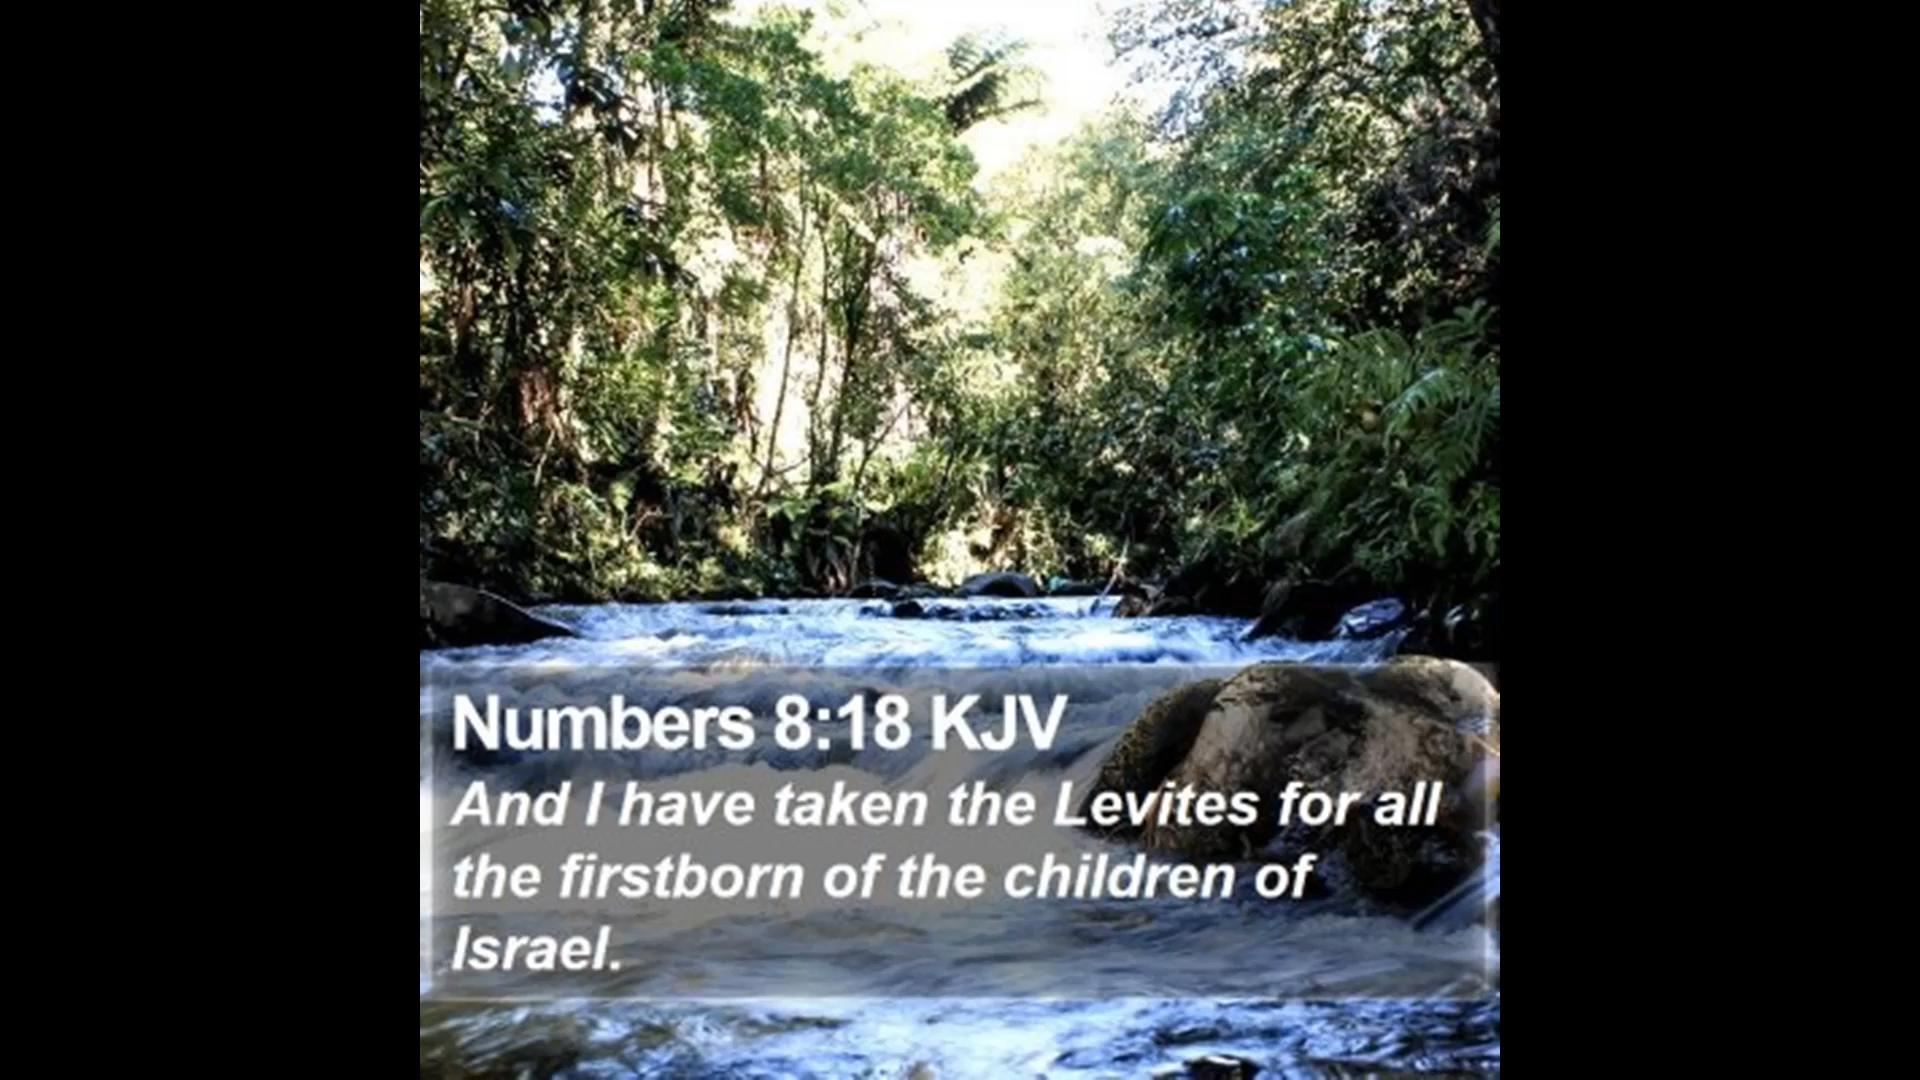 Numbers 8:18 KJV
And I have taken the Levites for all
the firstborn of the children of
Israel.